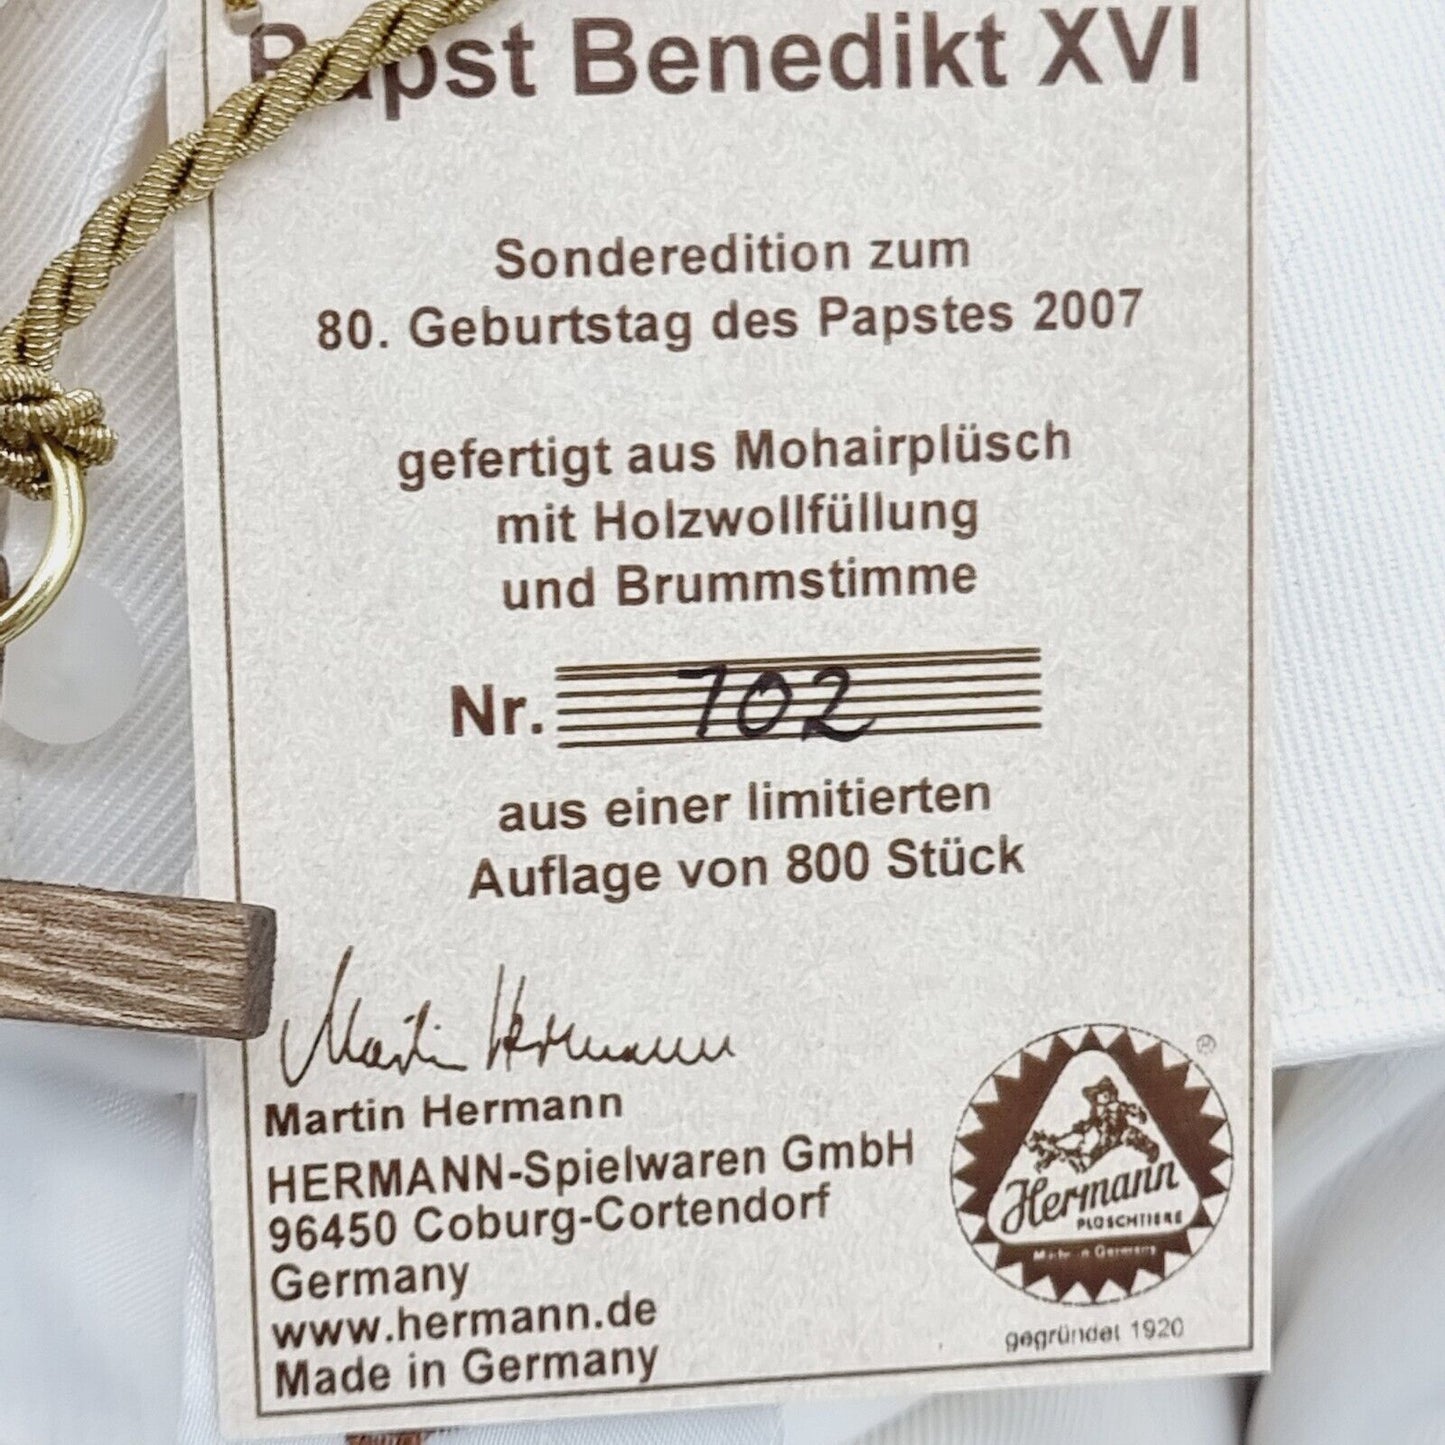 Papst Benedikt XVI
Sonderedition zum
80. Geburtstag des Papstes 2007
gefertigt aus Mohairplüsch
mit Holzwollfüllung
und Brummstimme
Nr. 702
aus einer limitierten
Auflage von 800 Stück
Martin Hermann
Martin Hermann
HERMANN-Spielwaren GmbH
96450 Coburg-Cortendorf
Germany
www.hermann.de
Made in Germany
®
Hermann
PLÜSCHTIERE
Made in Germany
gegründet 1920